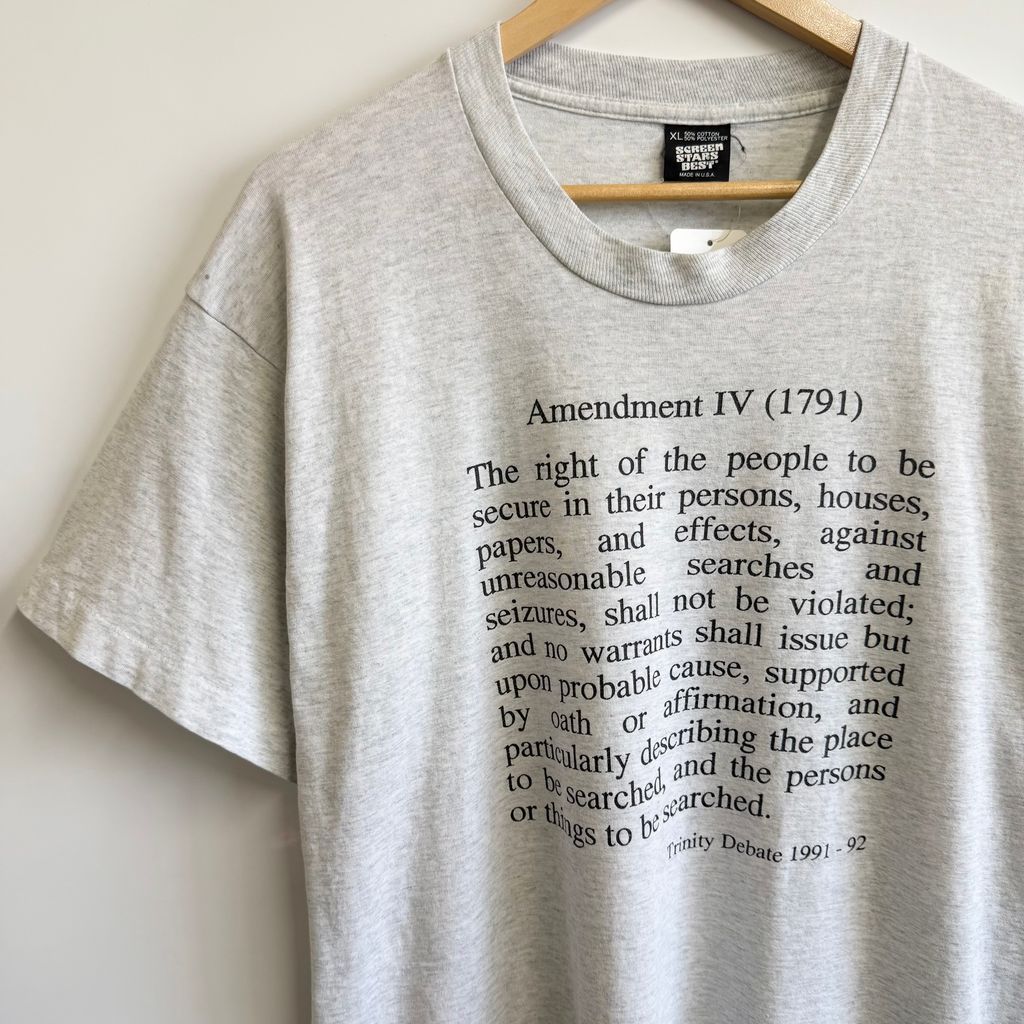 XL 50% COTTON
50% POLYESTER
SCREEN
STARS
BEST®
MADE IN U.S.A.
Amendment IV (1791)
The right of the people to be
secure in their persons, houses,
papers, and effects, against
unreasonable searches and
seizures, shall not be violated;
and no warrants shall issue but
upon probable cause, supported
by oath or affirmation, and
particularly describing the place
to be searched, and the persons
or things to be searched.
Trinity Debate 1991 - 92